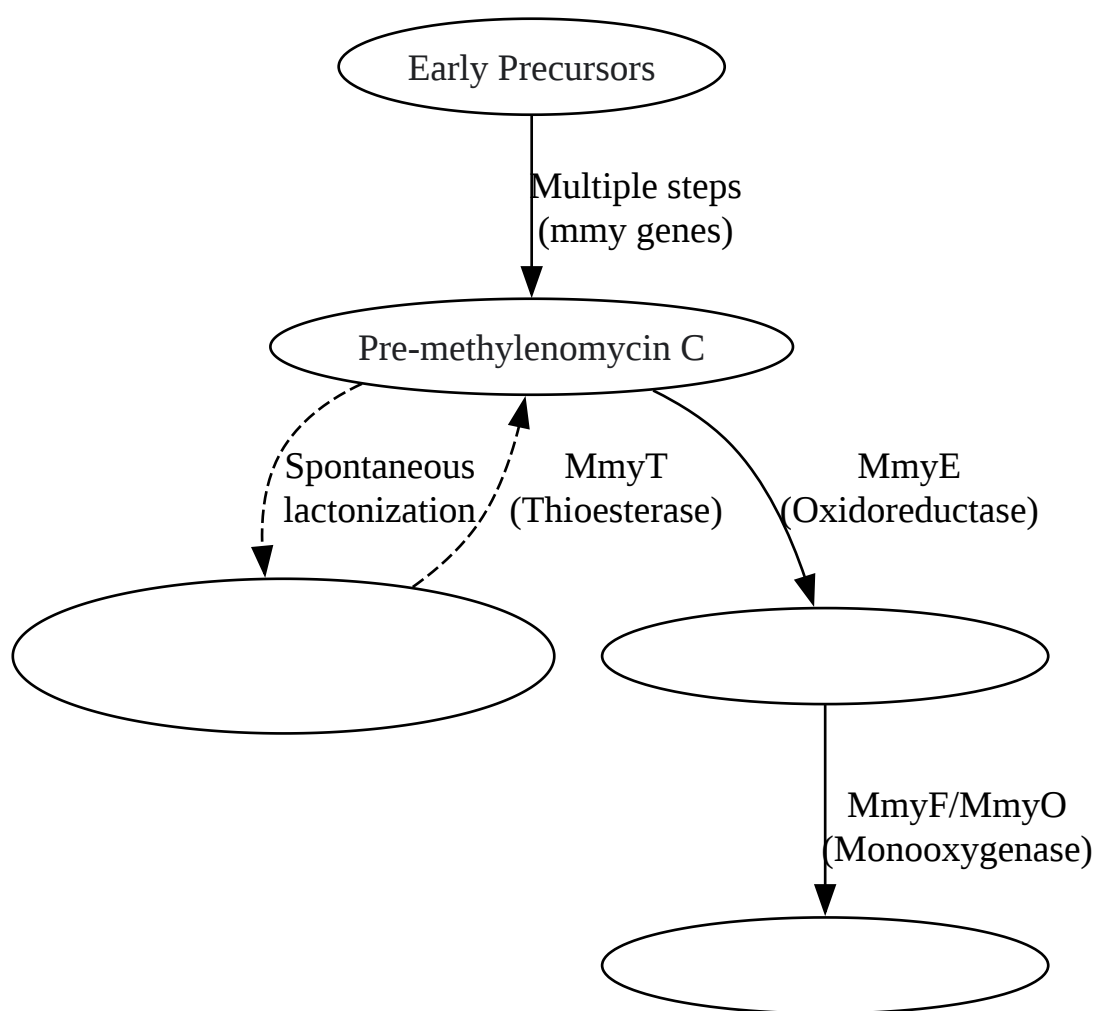 Early Precursors
Multiple steps
(mmy genes)
Pre-methylenomycin C
Spontaneous
lactonization
MmyT
(Thioesterase)
MmyE
(Oxidoreductase)
MmyF/MmyO
(Monooxygenase)